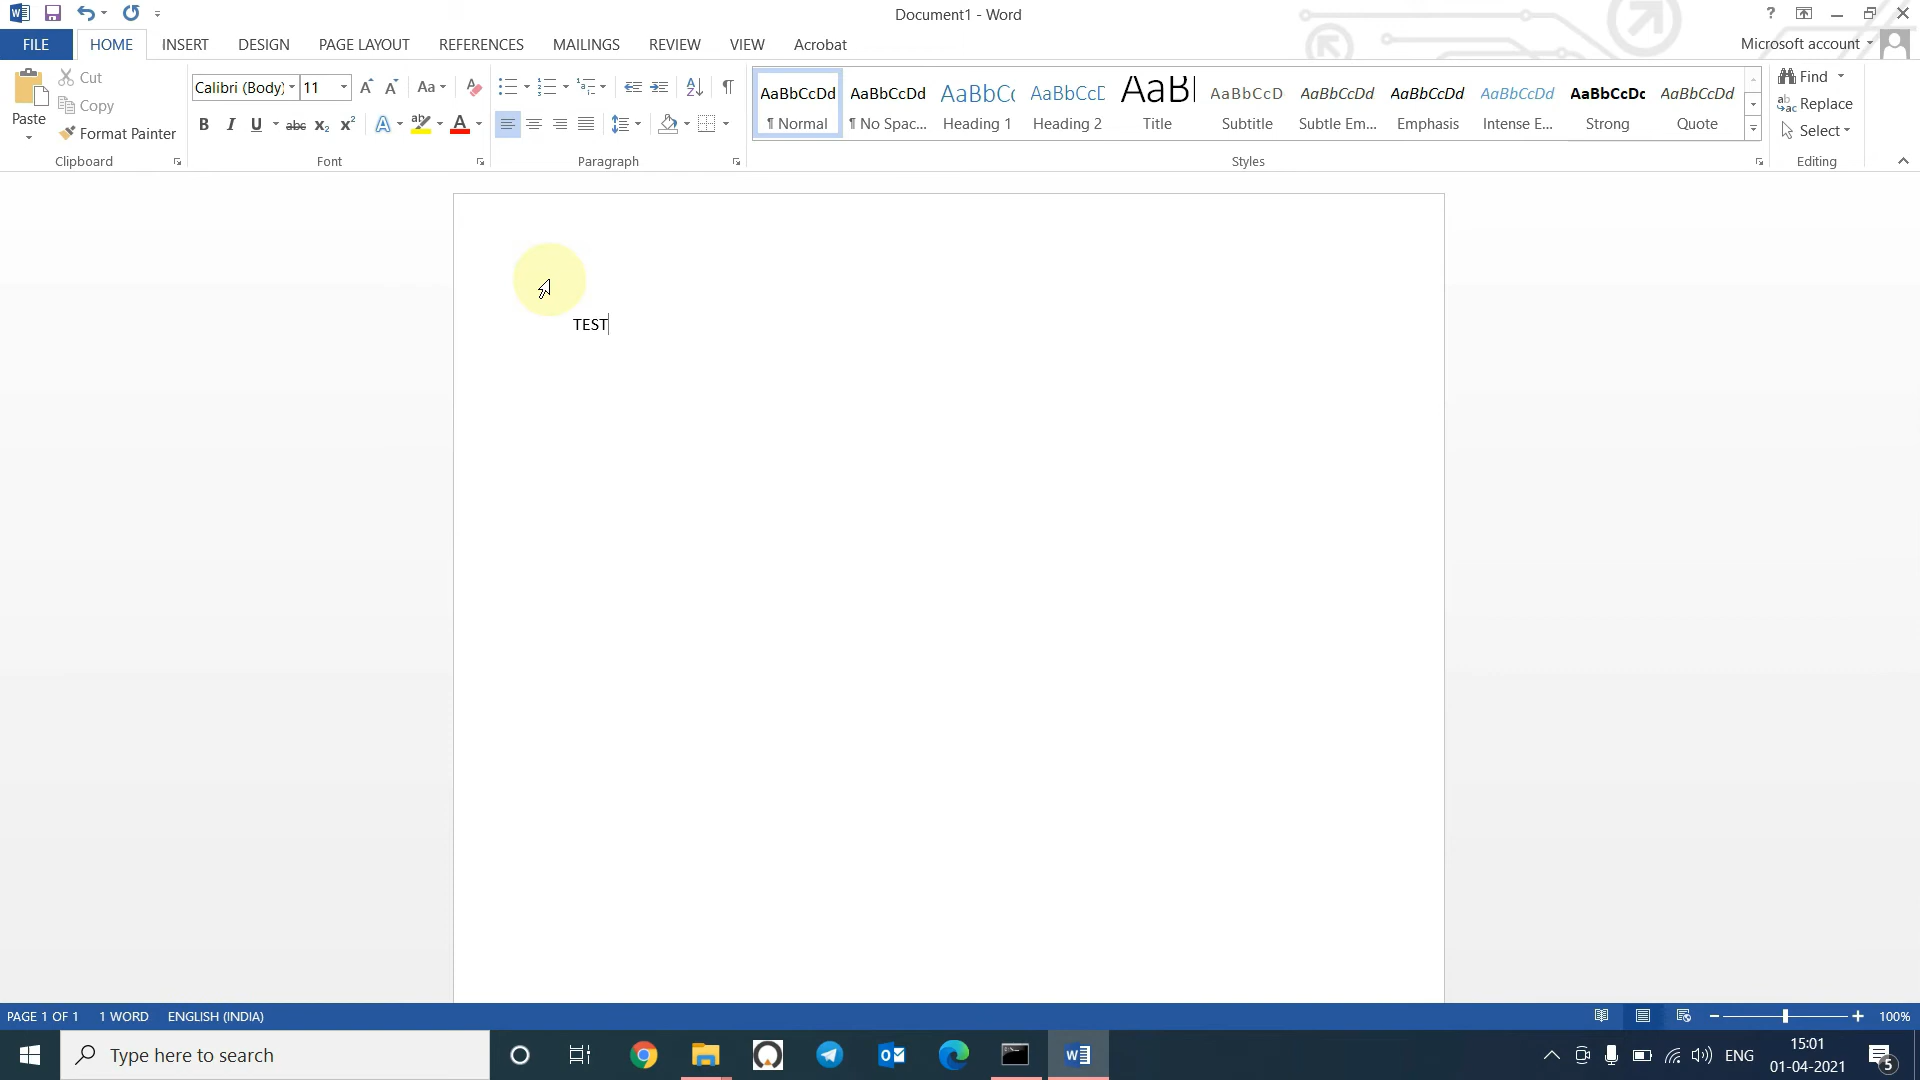 Document1 - Word
?
FILE HOME INSERT DESIGN PAGE LAYOUT REFERENCES MAILINGS REVIEW VIEW Acrobat Microsoft account
Paste
Cut
Copy
Format Painter
Clipboard
Calibri (Body) 11
Font
Paragraph
AaBbCcDd AaBbCcDd AaBbC( AaBbCcD AaB AaBbCcD AaBbCcDd AaBbCcDd AaBbCcDd AaBbCcDc AaBbCcDd
¶ Normal ¶ No Spac... Heading 1 Heading 2 Title Subtitle Subtle Em... Emphasis Intense E... Strong Quote
Styles
Find
Replace
Select
Editing
TEST
PAGE 1 OF 1 1 WORD ENGLISH (INDIA) 100%
Type here to search
ENG
15:01
01-04-2021
5